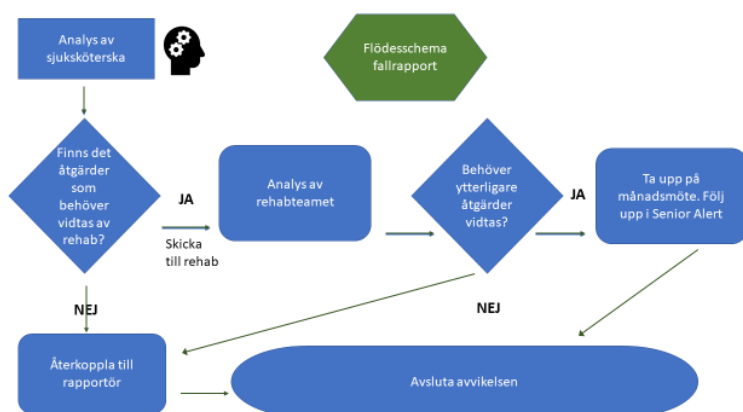 Analys av
sjuksköterska
Flödesschema
fallrapport
Finns det
åtgärder
som
behöver
vidtas av
rehab?
JA
Skicka
till rehab
Analys av
rehabteamet
Behöver
ytterligare
åtgärder
vidtas?
JA
Ta upp på
månadsmöte. Följ
upp i Senior Alert
NEJ
NEJ
Återkoppla till
rapportör
Avsluta avvikelsen